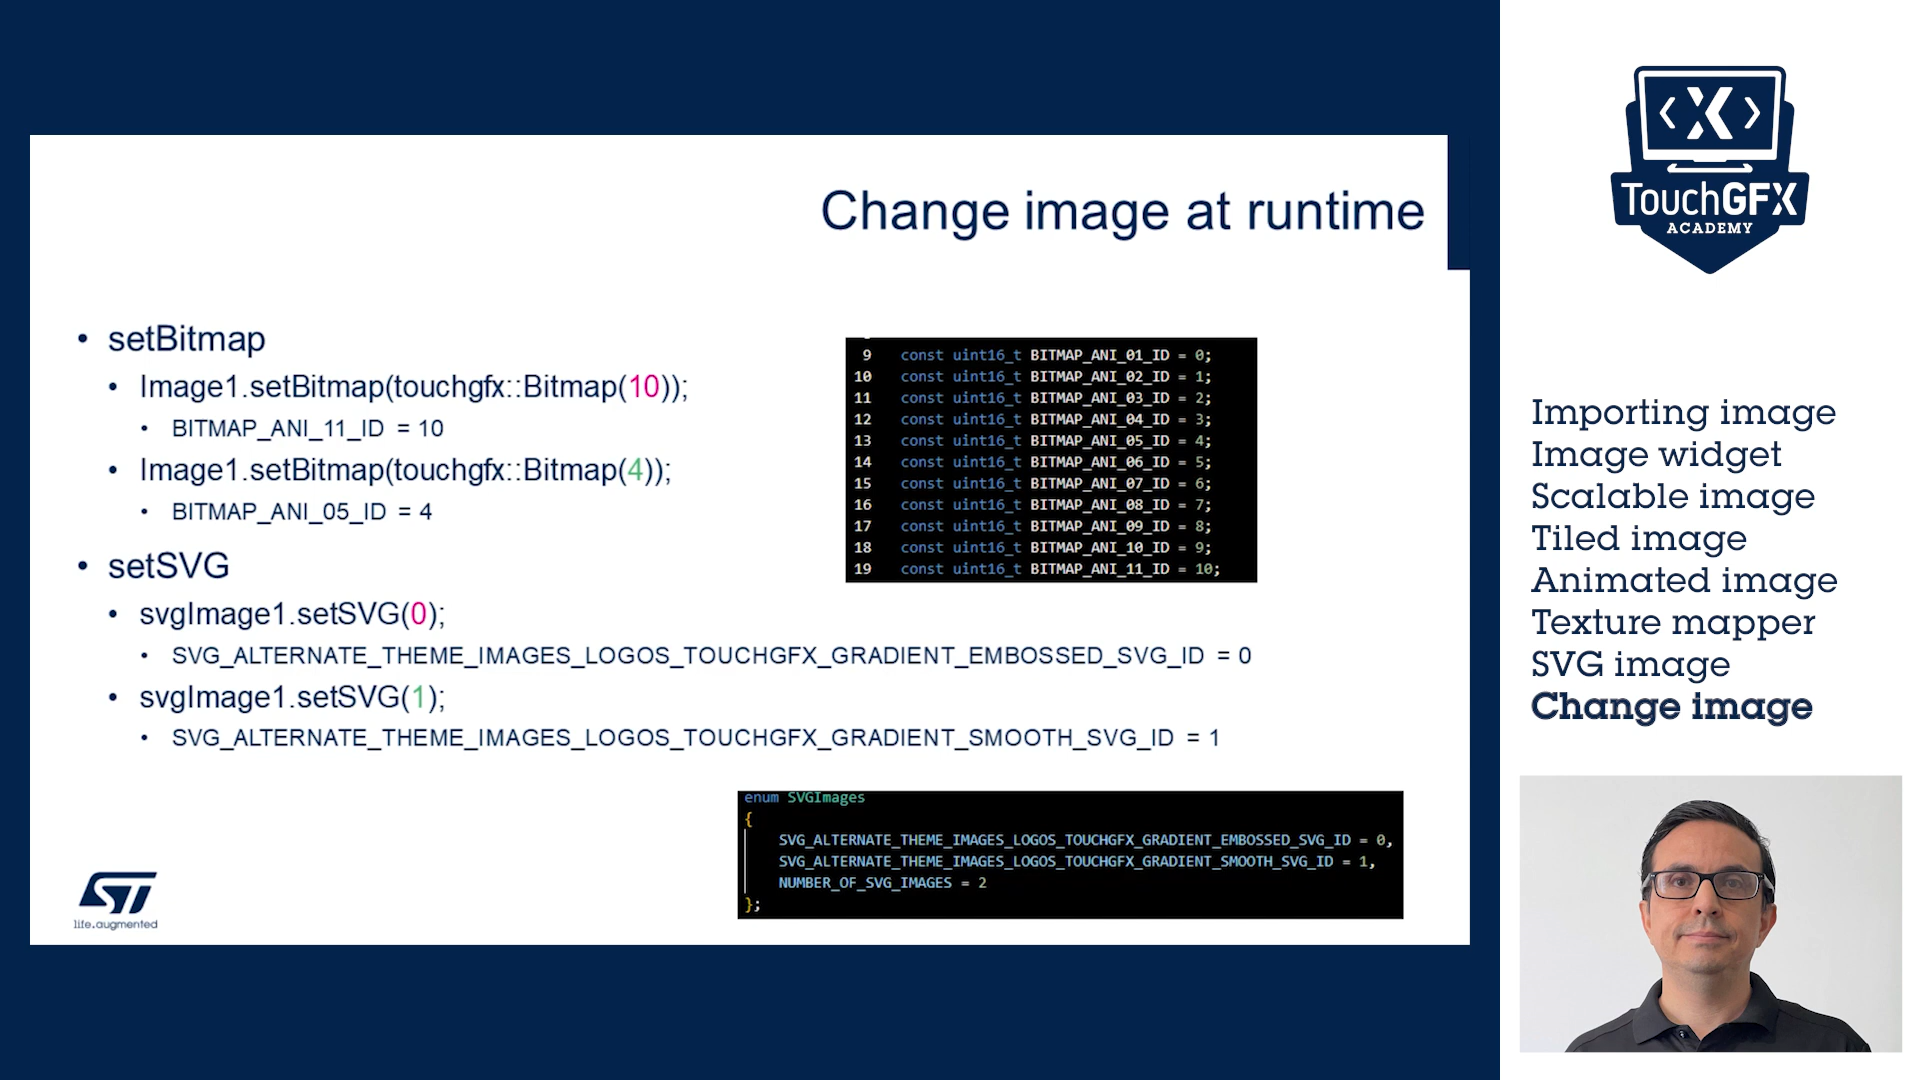 Change image at runtime
• setBitmap
• Image1.setBitmap(touchgfx::Bitmap(10));
• BITMAP_ANI_11_ID = 10
• Image1.setBitmap(touchgfx::Bitmap(4));
• BITMAP_ANI_05_ID = 4
• setSVG
• svgImage1.setSVG(0);
• SVG_ALTERNATE_THEME_IMAGES_LOGOS_TOUCHGFX_GRADIENT_EMBOSSED_SVG_ID = 0
• svgImage1.setSVG(1);
• SVG_ALTERNATE_THEME_IMAGES_LOGOS_TOUCHGFX_GRADIENT_SMOOTH_SVG_ID = 1
9 const uint16_t BITMAP_ANI_01_ID = 0;
10 const uint16_t BITMAP_ANI_02_ID = 1;
11 const uint16_t BITMAP_ANI_03_ID = 2;
12 const uint16_t BITMAP_ANI_04_ID = 3;
13 const uint16_t BITMAP_ANI_05_ID = 4;
14 const uint16_t BITMAP_ANI_06_ID = 5;
15 const uint16_t BITMAP_ANI_07_ID = 6;
16 const uint16_t BITMAP_ANI_08_ID = 7;
17 const uint16_t BITMAP_ANI_09_ID = 8;
18 const uint16_t BITMAP_ANI_10_ID = 9;
19 const uint16_t BITMAP_ANI_11_ID = 10;
enum SVGImages
{
SVG_ALTERNATE_THEME_IMAGES_LOGOS_TOUCHGFX_GRADIENT_EMBOSSED_SVG_ID = 0,
SVG_ALTERNATE_THEME_IMAGES_LOGOS_TOUCHGFX_GRADIENT_SMOOTH_SVG_ID = 1,
NUMBER_OF_SVG_IMAGES = 2
};
ST
life.augmented
<X>
TouchGFX
ACADEMY
Importing image
Image widget
Scalable image
Tiled image
Animated image
Texture mapper
SVG image
Change image